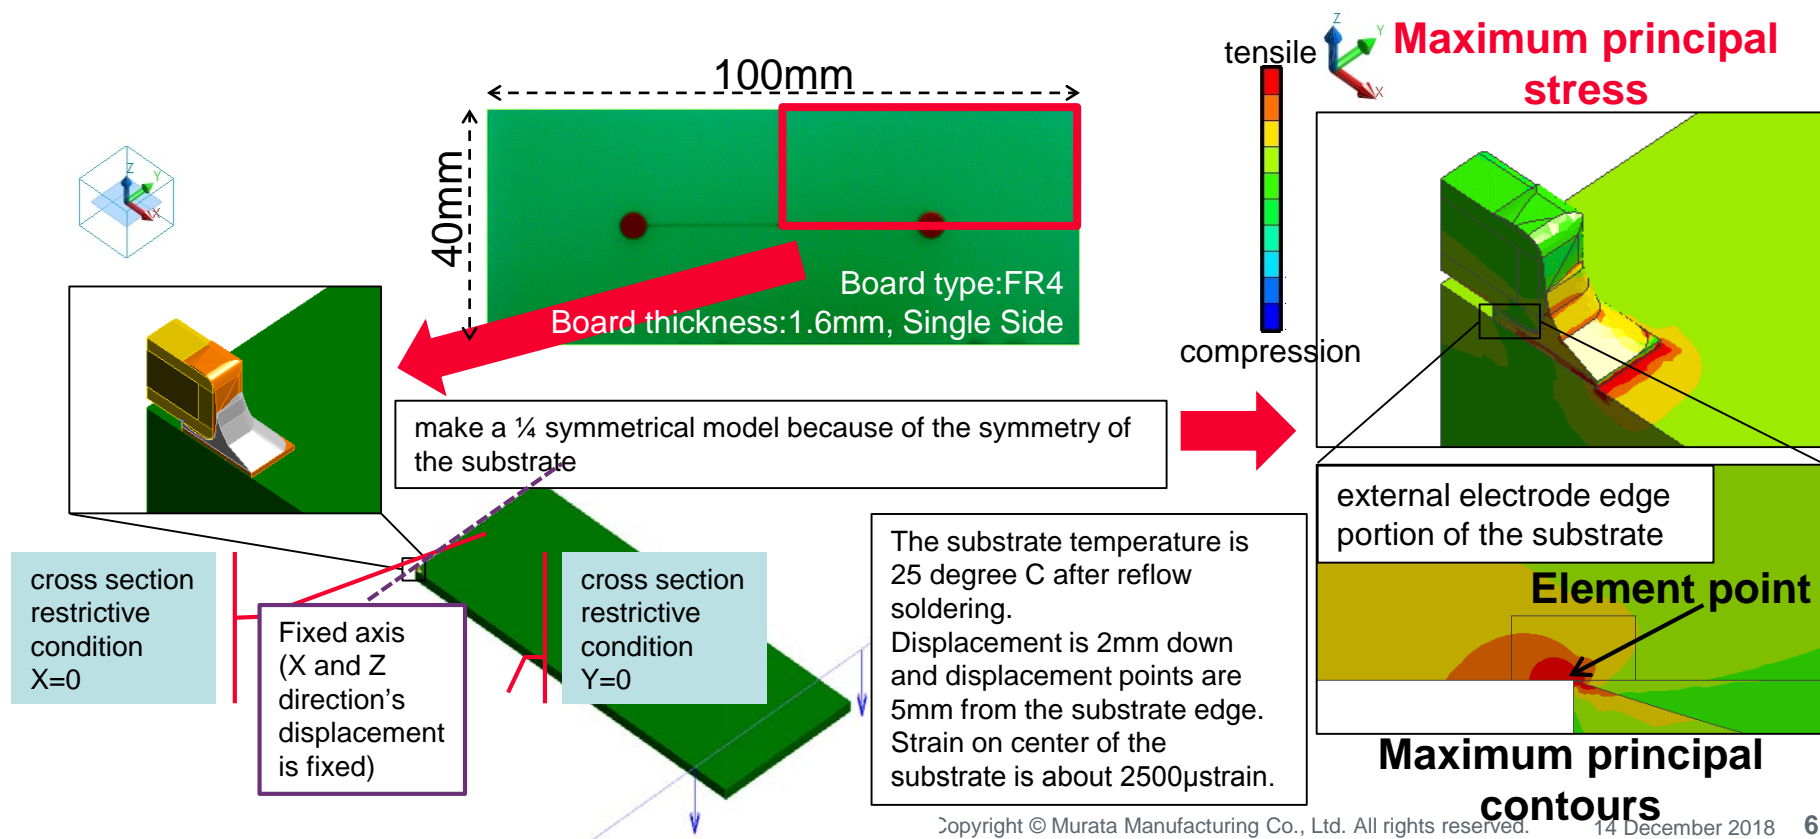 Maximum principal
stress
tensile
compression
Z
Y
X
100mm
40mm
Board type:FR4
Board thickness:1.6mm, Single Side
Z
Y
X
make a ¼ symmetrical model because of the symmetry of
the substrate
cross section
restrictive
condition
X=0
Fixed axis
(X and Z
direction’s
displacement
is fixed)
cross section
restrictive
condition
Y=0
The substrate temperature is
25 degree C after reflow
soldering.
Displacement is 2mm down
and displacement points are
5mm from the substrate edge.
Strain on center of the
substrate is about 2500µstrain.
external electrode edge
portion of the substrate
Element point
Maximum principal
contours
Copyright © Murata Manufacturing Co., Ltd. All rights reserved.
14 December 2018
6